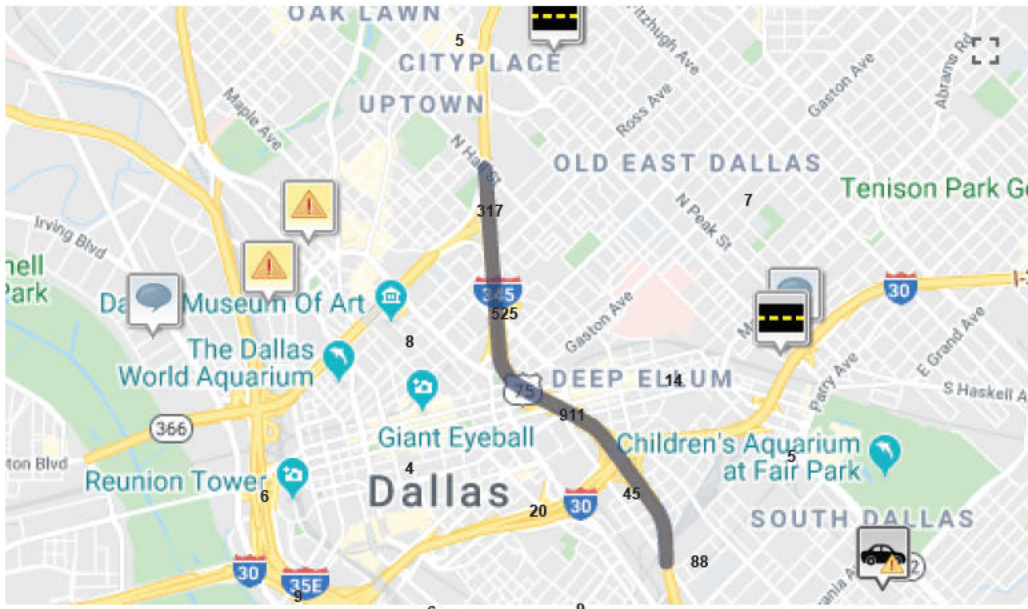 OAK LAWN
5
Fitzhugh Ave
CITYPLACE
Abrams Rd
Gaston Ave
UPTOWN
Maple Ave
Ross Ave
N Hall St
OLD EAST DALLAS
Tenison Park
7
317
N Peak St
Irving Blvd
Park
345
30
525
Museum Of Art
Gaston Ave
E Grand Ave
8
The Dallas
World Aquarium
DEEP ELLUM
14
75
Parry Ave
S Haskell A
911
366
Giant Eyeball
Children's Aquarium
at Fair Park
5
ton Blvd
4
Reunion Tower
6
Dallas
45
20
30
SOUTH DALLAS
88
30
35E
9
2